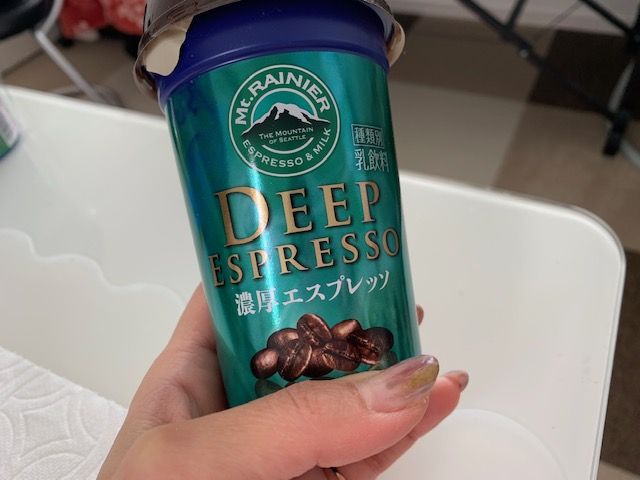 Mt. RAINIER
THE MOUNTAIN
OF SEATTLE
ESPRESSO & MILK
種類別
乳飲料
DEEP
ESPRESSO
濃厚エスプレッソ